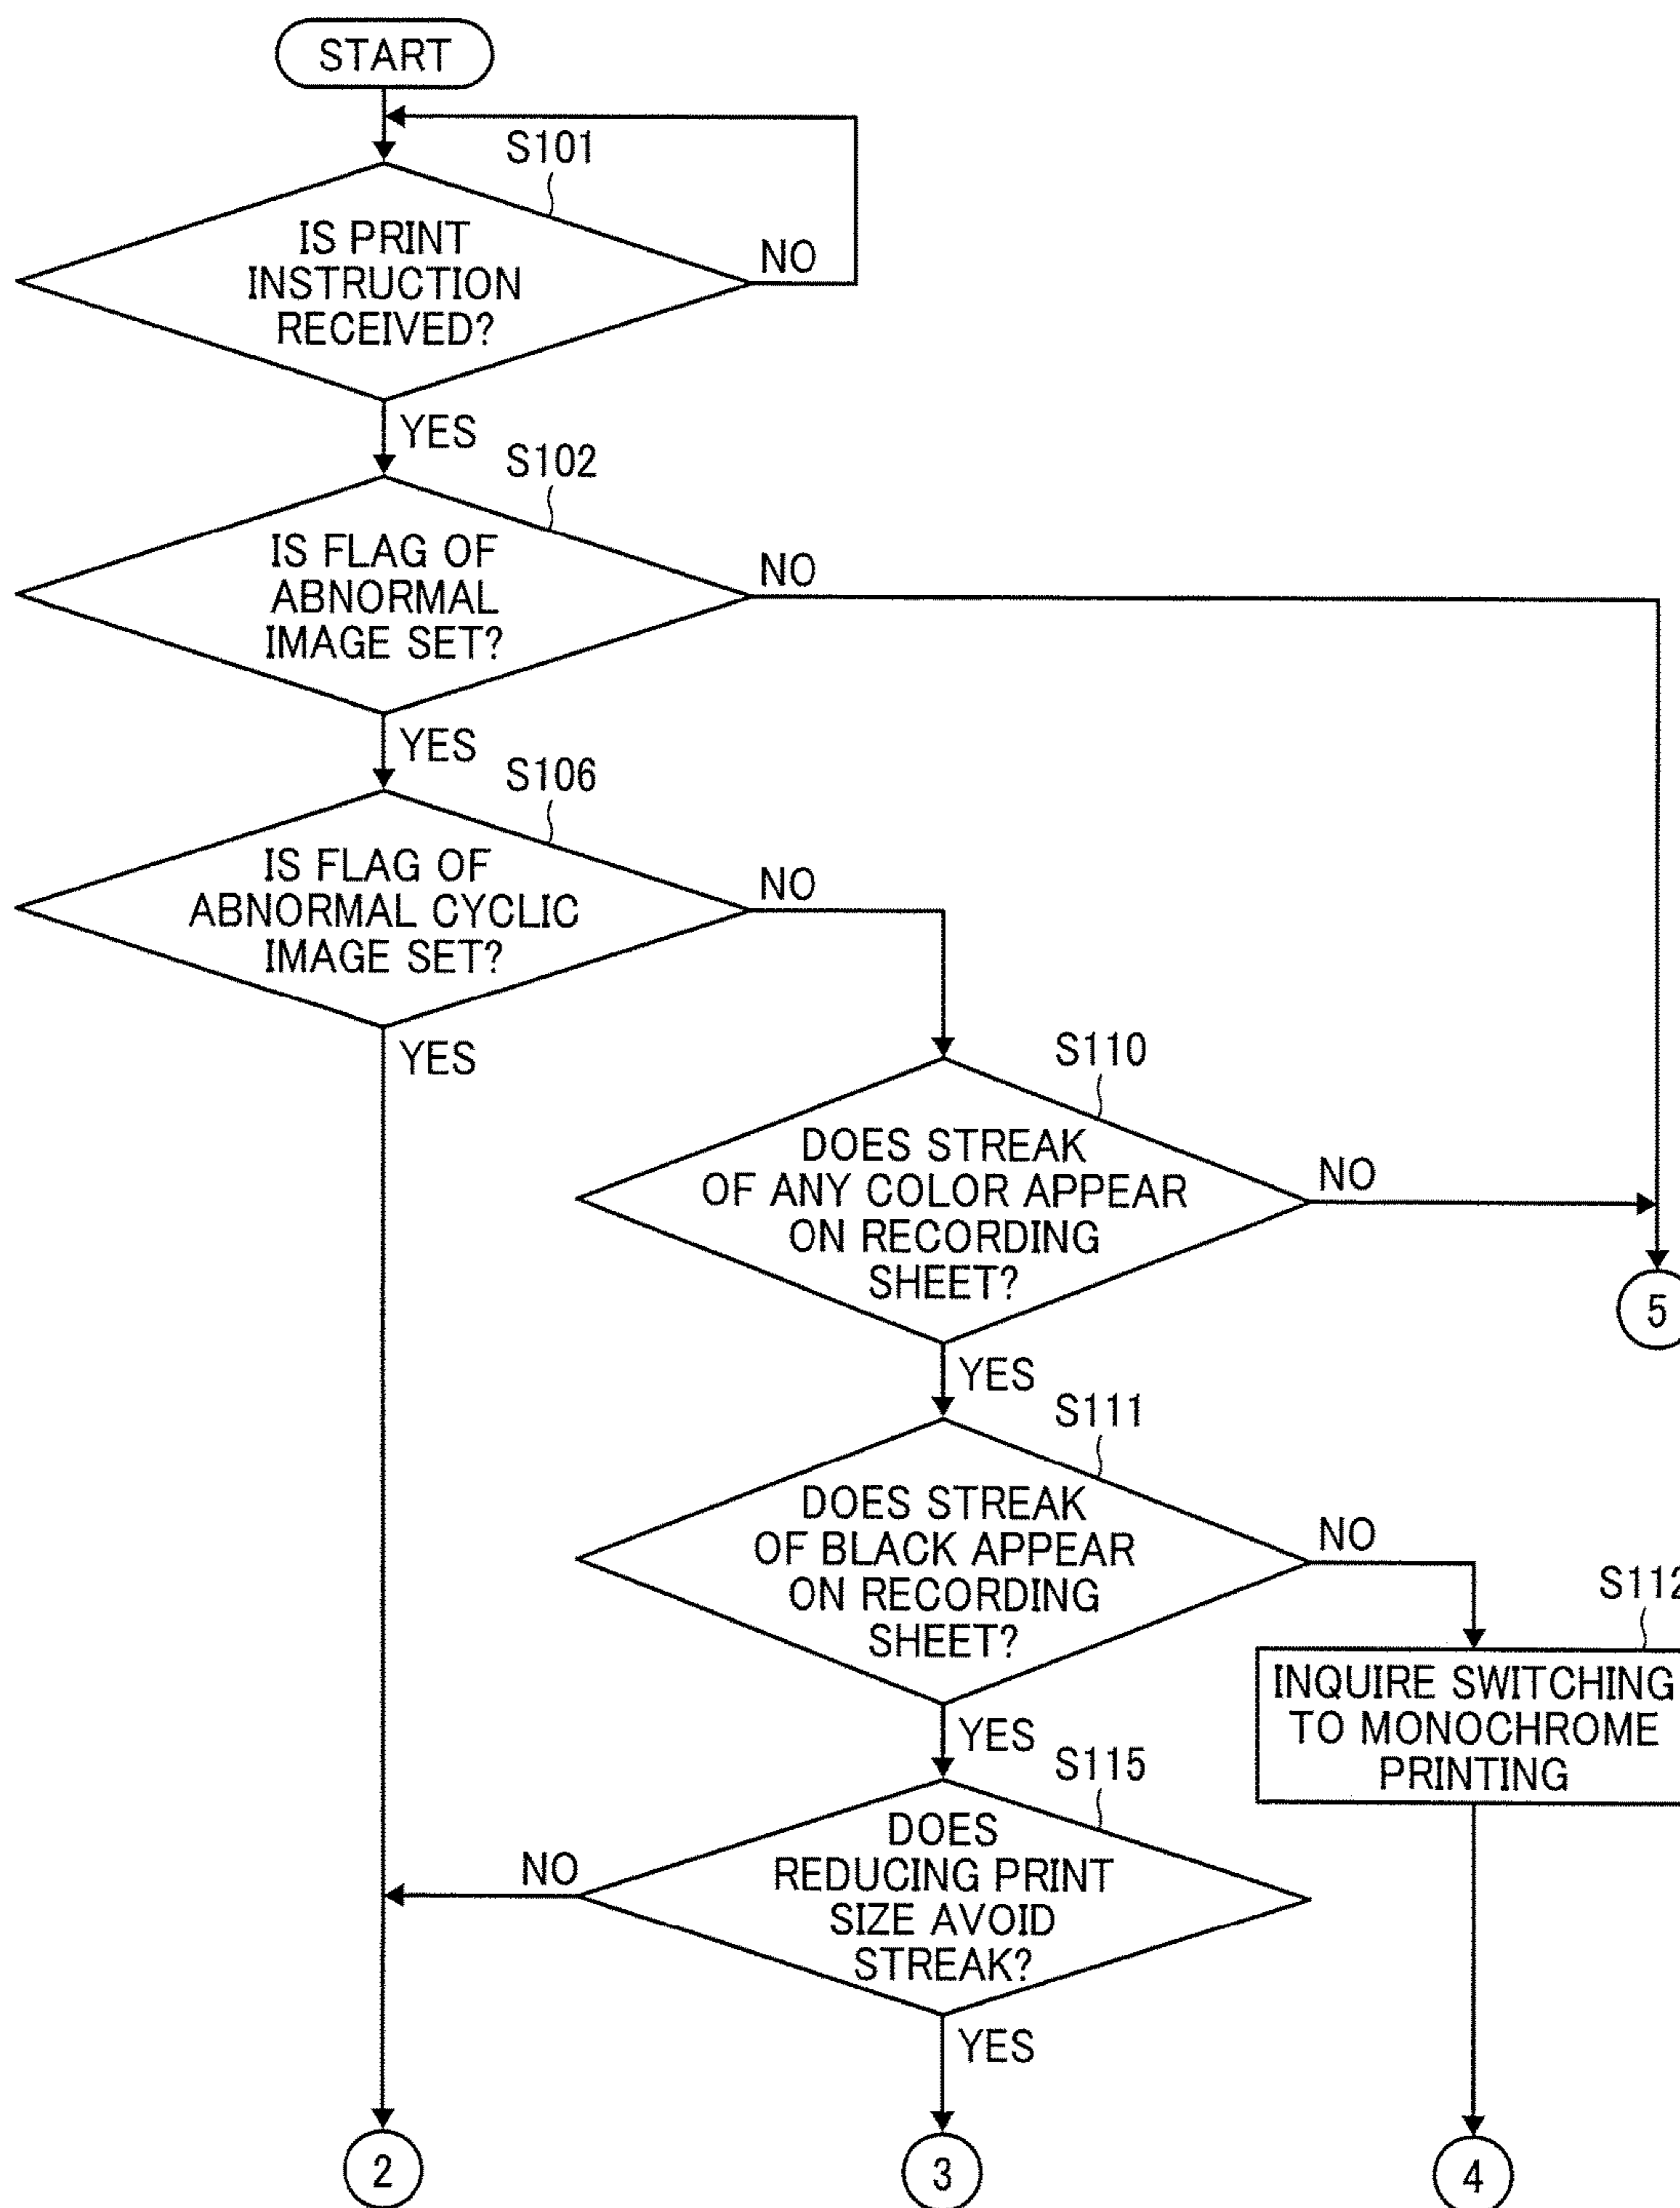 START
S101
IS PRINT
INSTRUCTION
RECEIVED?
NO
YES
S102
IS FLAG OF
ABNORMAL
IMAGE SET?
NO
YES
S106
IS FLAG OF
ABNORMAL CYCLIC
IMAGE SET?
NO
YES
S110
DOES STREAK
OF ANY COLOR APPEAR
ON RECORDING
SHEET?
NO
5
YES
S111
DOES STREAK
OF BLACK APPEAR
ON RECORDING
SHEET?
NO
S112
INQUIRE SWITCHING
TO MONOCHROME
PRINTING
YES
S115
DOES
REDUCING PRINT
SIZE AVOID
STREAK?
NO
YES
2
3
4